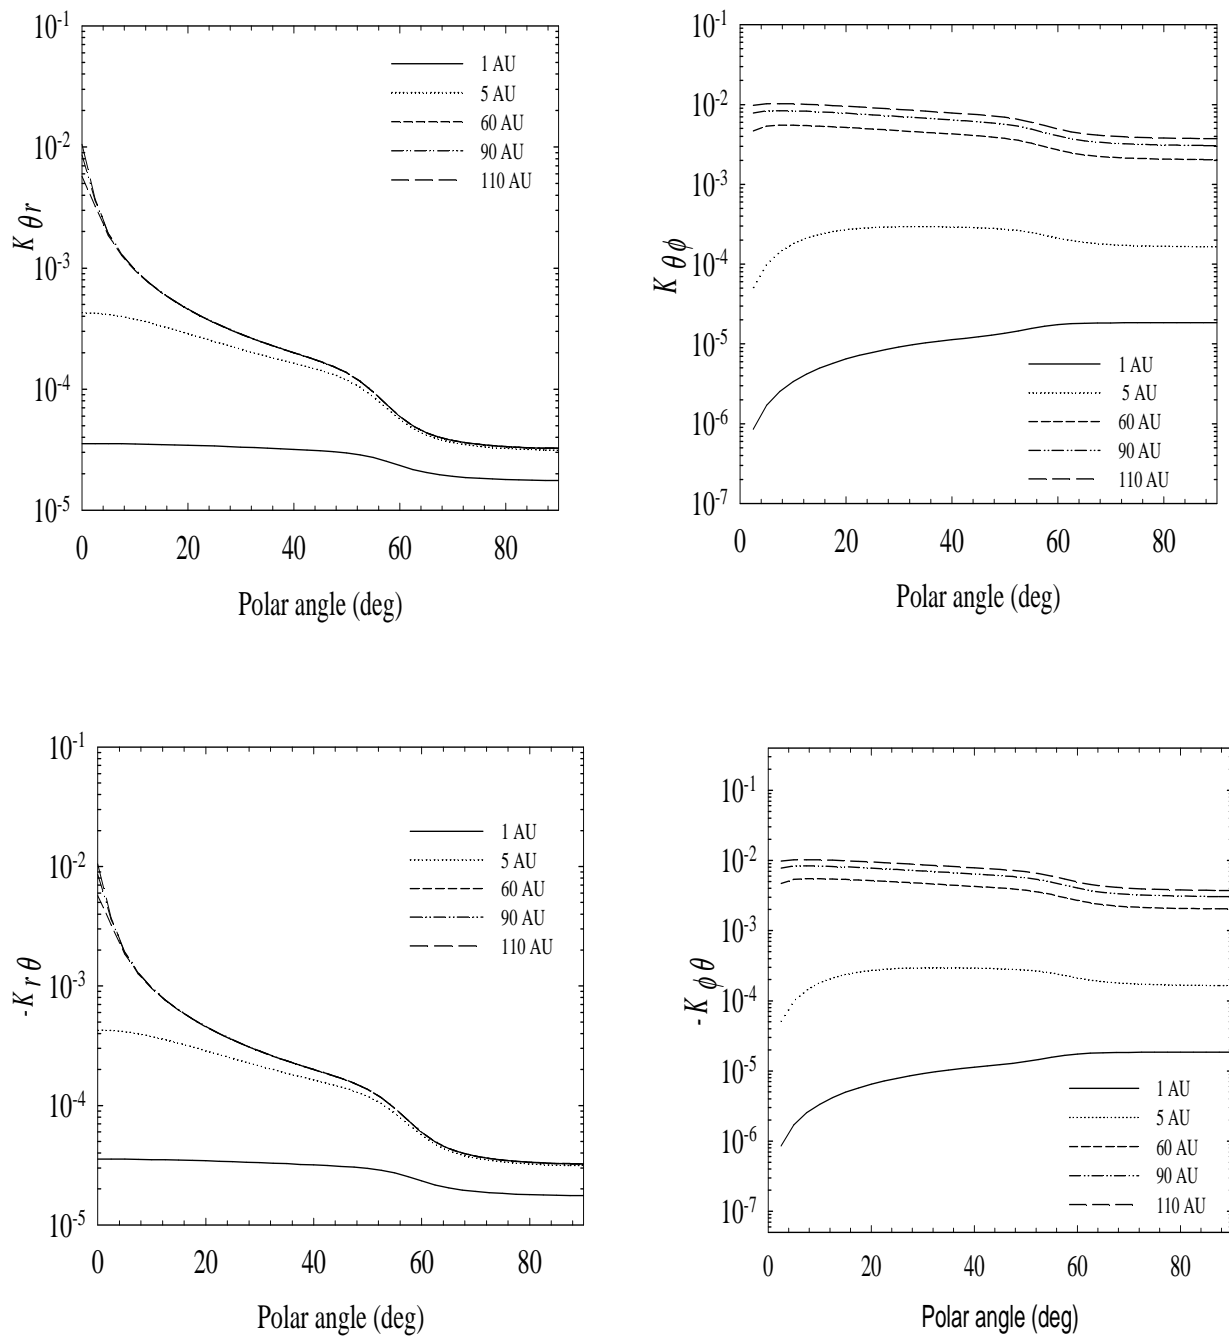 10^-1
10^-2
10^-3
10^-4
10^-5
K θ r
1 AU
5 AU
60 AU
90 AU
110 AU
0 20 40 60 80
Polar angle (deg)
10^-1
10^-2
10^-3
10^-4
10^-5
10^-6
10^-7
K θ ϕ
1 AU
5 AU
60 AU
90 AU
110 AU
0 20 40 60 80
Polar angle (deg)
10^-1
10^-2
10^-3
10^-4
10^-5
-K r θ
1 AU
5 AU
60 AU
90 AU
110 AU
0 20 40 60 80
Polar angle (deg)
10^-1
10^-2
10^-3
10^-4
10^-5
10^-6
10^-7
- K ϕ θ
1 AU
5 AU
60 AU
90 AU
110 AU
0 20 40 60 80
Polar angle (deg)